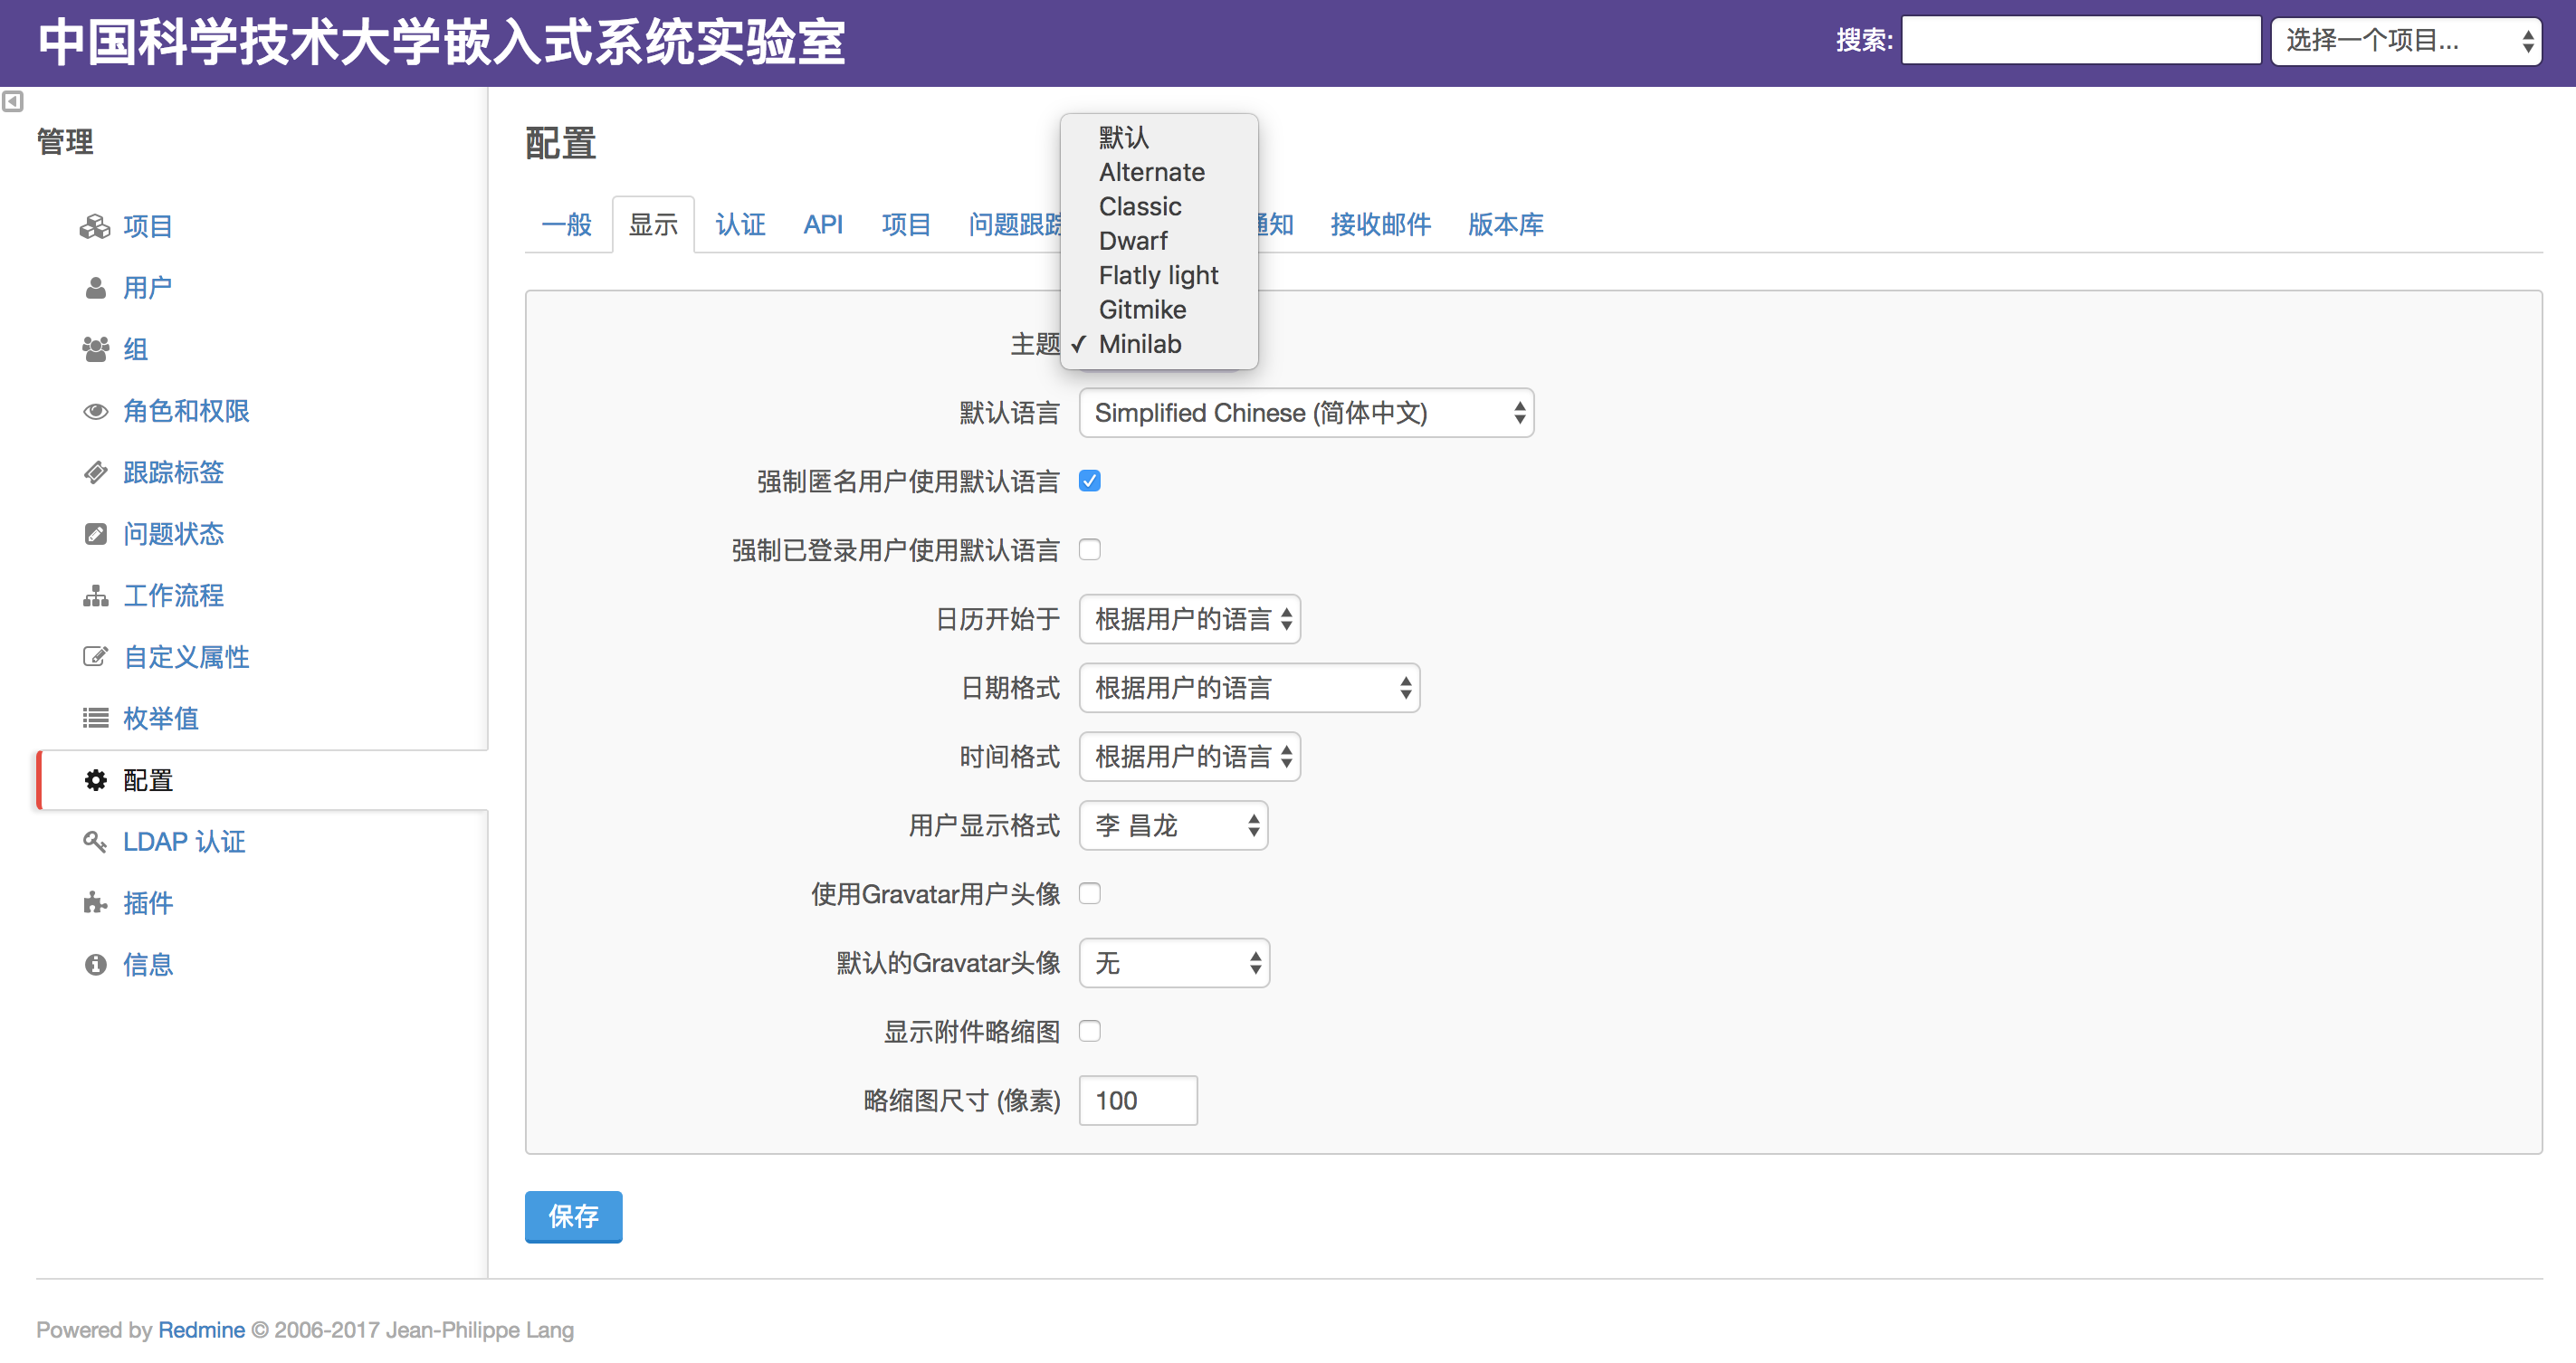 中国科学技术大学嵌入式系统实验室
搜索:
选择一个项目...
管理
项目
用户
组
角色和权限
跟踪标签
问题状态
工作流程
自定义属性
枚举值
配置
LDAP 认证
插件
信息
配置
一般 显示 认证 API 项目 问题跟踪 通知 接收邮件 版本库
默认
Alternate
Classic
Dwarf
Flatly light
Gitmike
主题 ✓ Minilab
默认语言 Simplified Chinese (简体中文)
强制匿名用户使用默认语言
强制已登录用户使用默认语言
日历开始于 根据用户的语言
日期格式 根据用户的语言
时间格式 根据用户的语言
用户显示格式 李 昌龙
使用Gravatar用户头像
默认的Gravatar头像 无
显示附件略缩图
略缩图尺寸 (像素) 100
保存
Powered by Redmine © 2006-2017 Jean-Philippe Lang